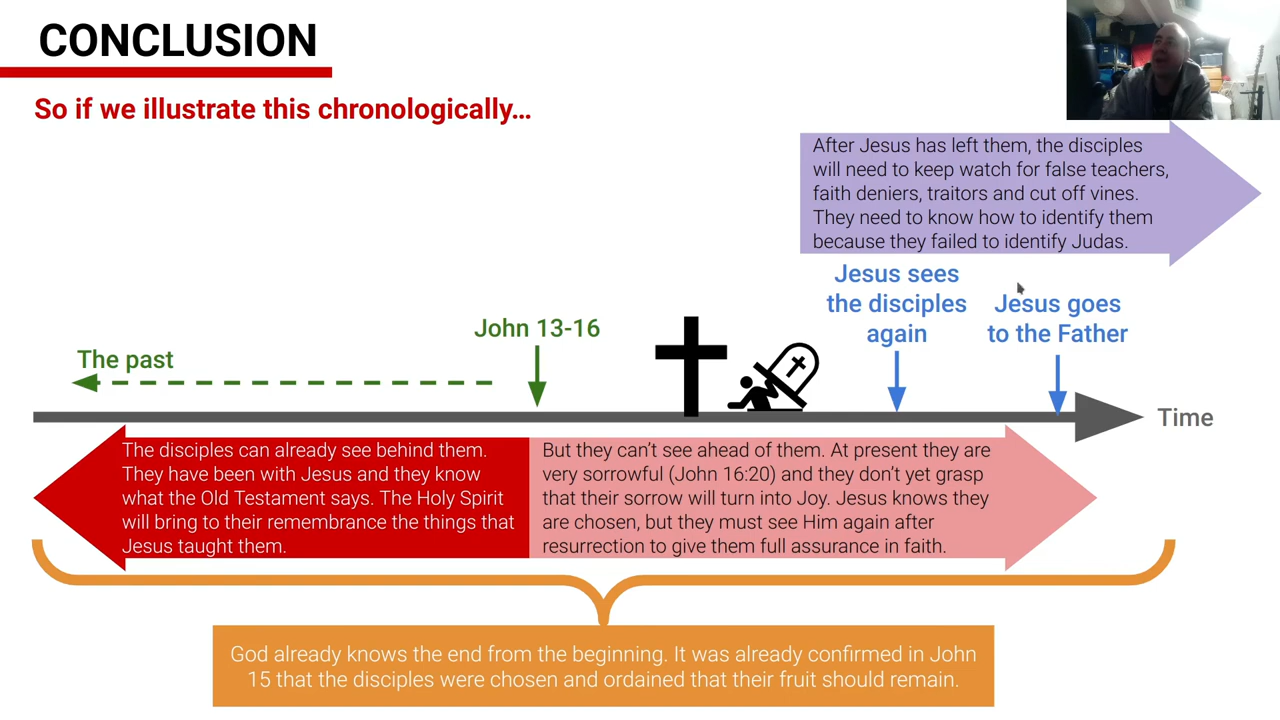 CONCLUSION
So if we illustrate this chronologically...
After Jesus has left them, the disciples
will need to keep watch for false teachers,
faith deniers, traitors and cut off vines.
They need to know how to identify them
because they failed to identify Judas.
Jesus sees
the disciples
again
Jesus goes
to the Father
John 13-16
The past
Time
The disciples can already see behind them.
They have been with Jesus and they know
what the Old Testament says. The Holy Spirit
will bring to their remembrance the things that
Jesus taught them.
But they can't see ahead of them. At present they are
very sorrowful (John 16:20) and they don't yet grasp
that their sorrow will turn into Joy. Jesus knows they
are chosen, but they must see Him again after
resurrection to give them full assurance in faith.
God already knows the end from the beginning. It was already confirmed in John
15 that the disciples were chosen and ordained that their fruit should remain.